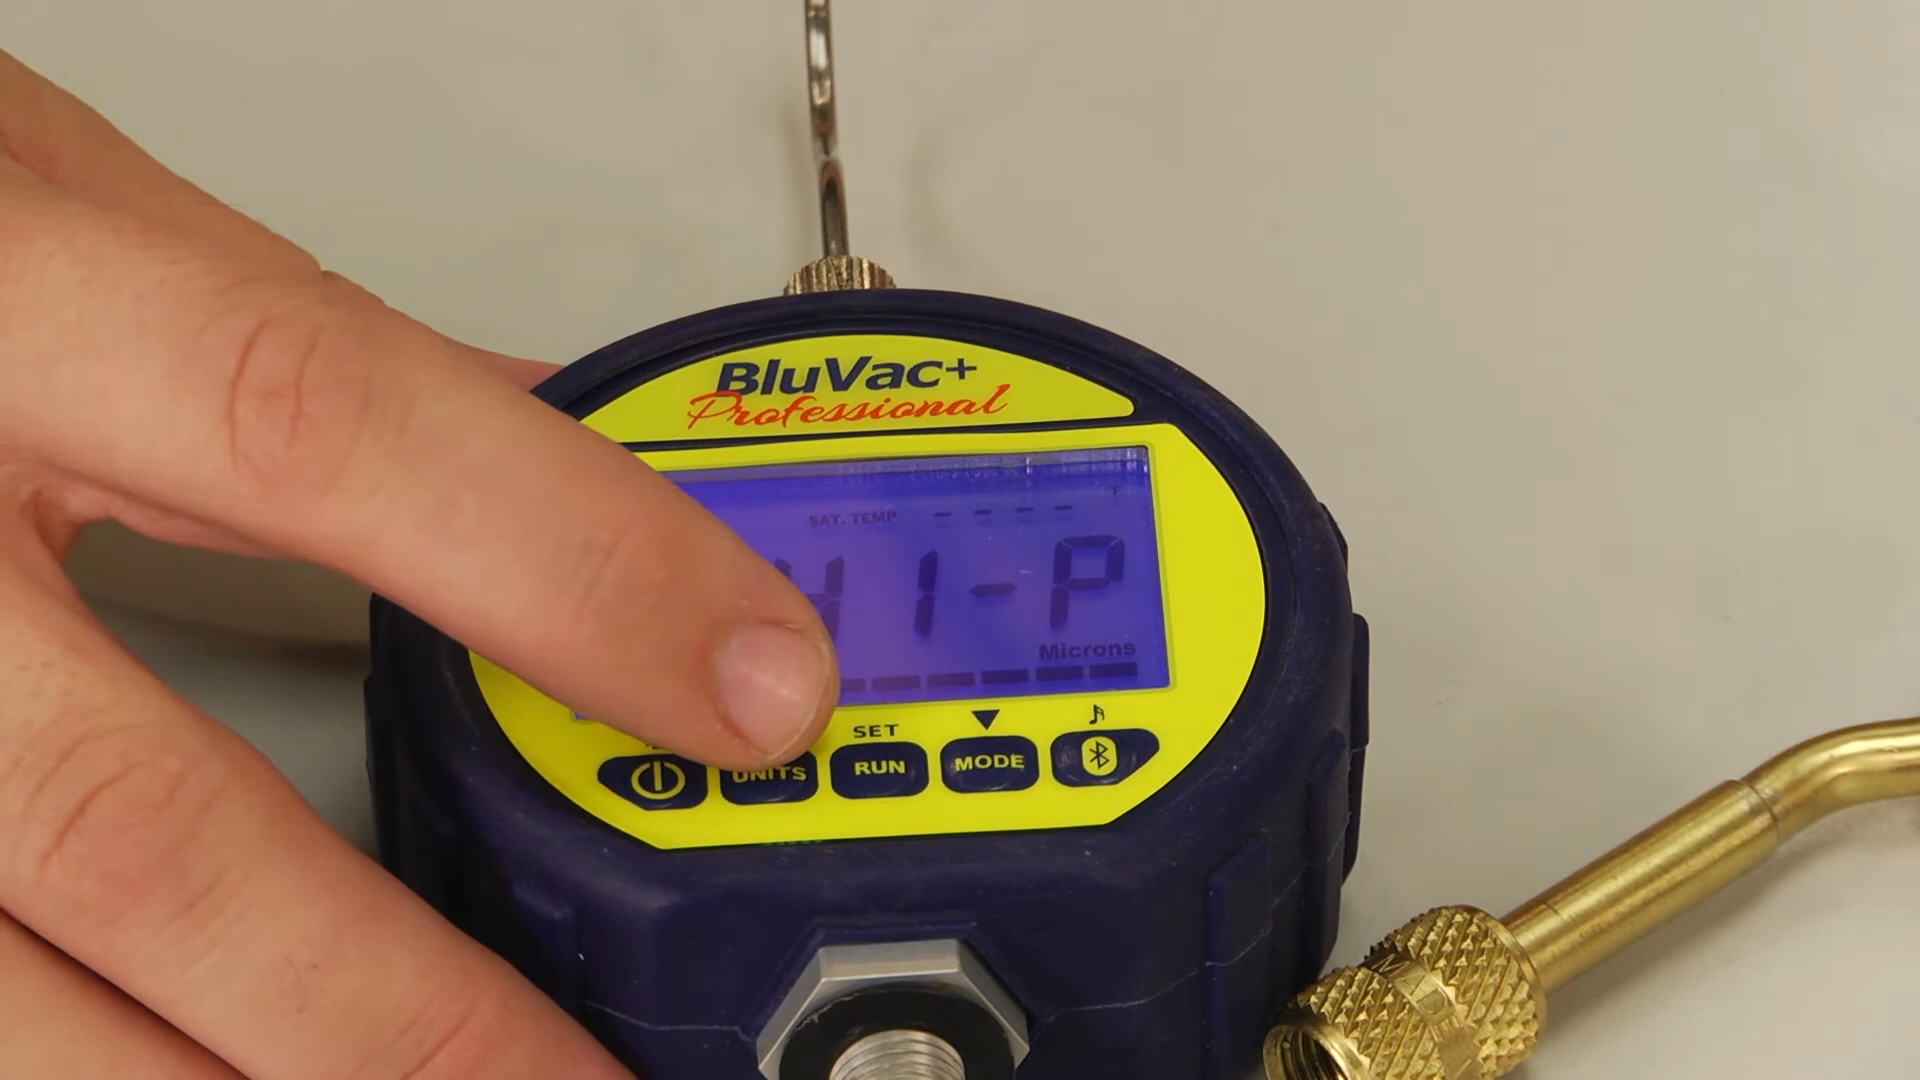 BluVac+
Professional
F
SAT. TEMP - - - -
HI-P
Microns
SET
UNITS RUN MODE